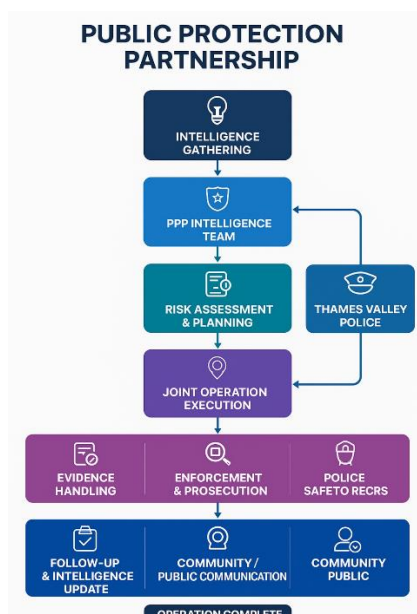 PUBLIC PROTECTION
PARTNERSHIP
INTELLIGENCE
GATHERING
PPP INTELLIGENCE
TEAM
RISK ASSESSMENT
& PLANNING
THAMES VALLEY
POLICE
JOINT OPERATION
EXECUTION
EVIDENCE
HANDLING
ENFORCEMENT
& PROSECUTION
POLICE
SAFETO RECRS
FOLLOW-UP
& INTELLIGENCE
UPDATE
COMMUNITY /
PUBLIC COMMUNICATION
COMMUNITY
PUBLIC
OPERATION COMPLETE